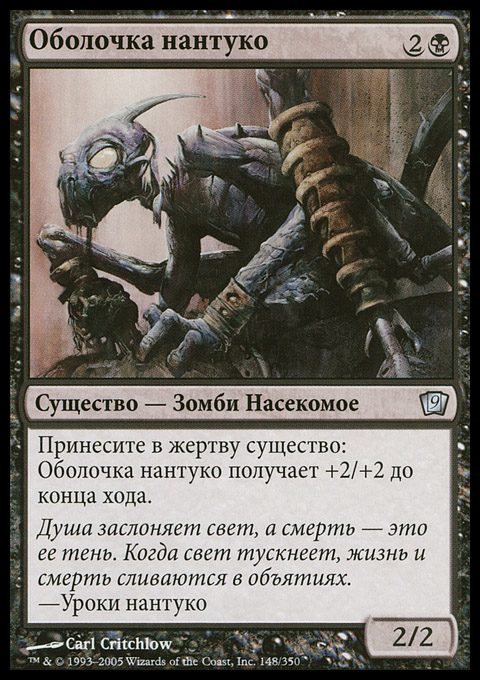 Оболочка нантуко
2
Существо — Зомби Насекомое
9
Принесите в жертву существо:
Оболочка нантуко получает +2/+2 до
конца хода.
Душа заслоняет свет, а смерть — это
ее тень. Когда свет тускнеет, жизнь и
смерть сливаются в объятиях.
—Уроки нантуко
2/2
Carl Critchlow
™ & © 1993–2005 Wizards of the Coast, Inc. 148/350